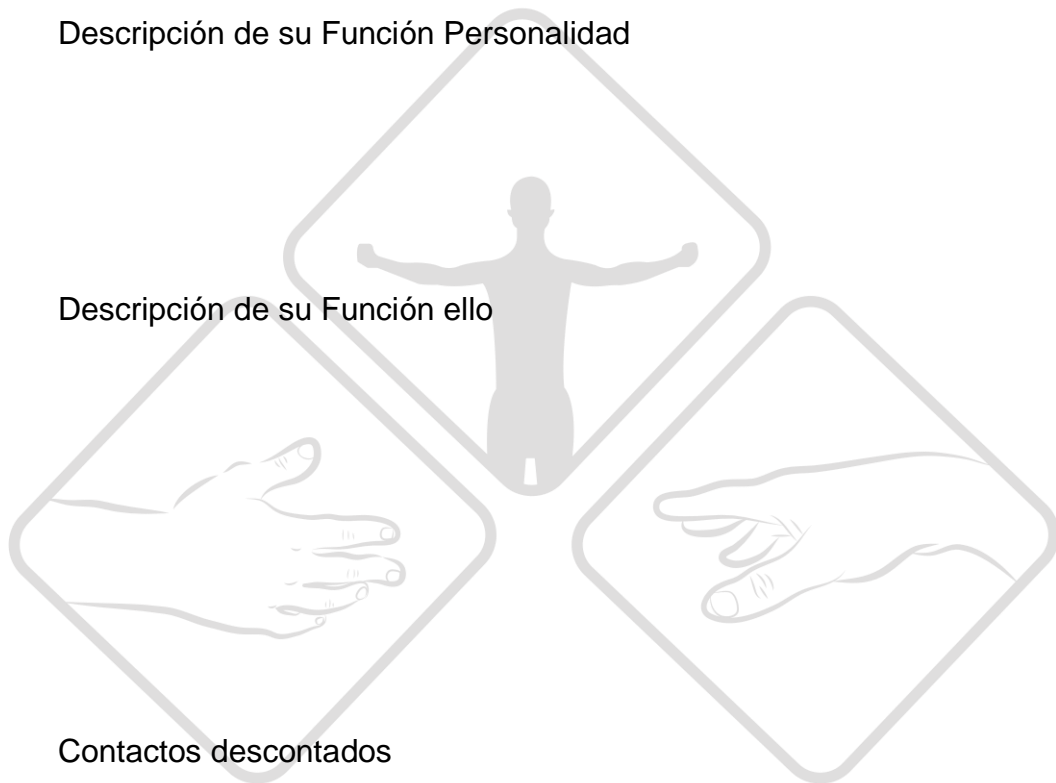 Descripción de su Función Personalidad
Descripción de su Función ello
Contactos descontados